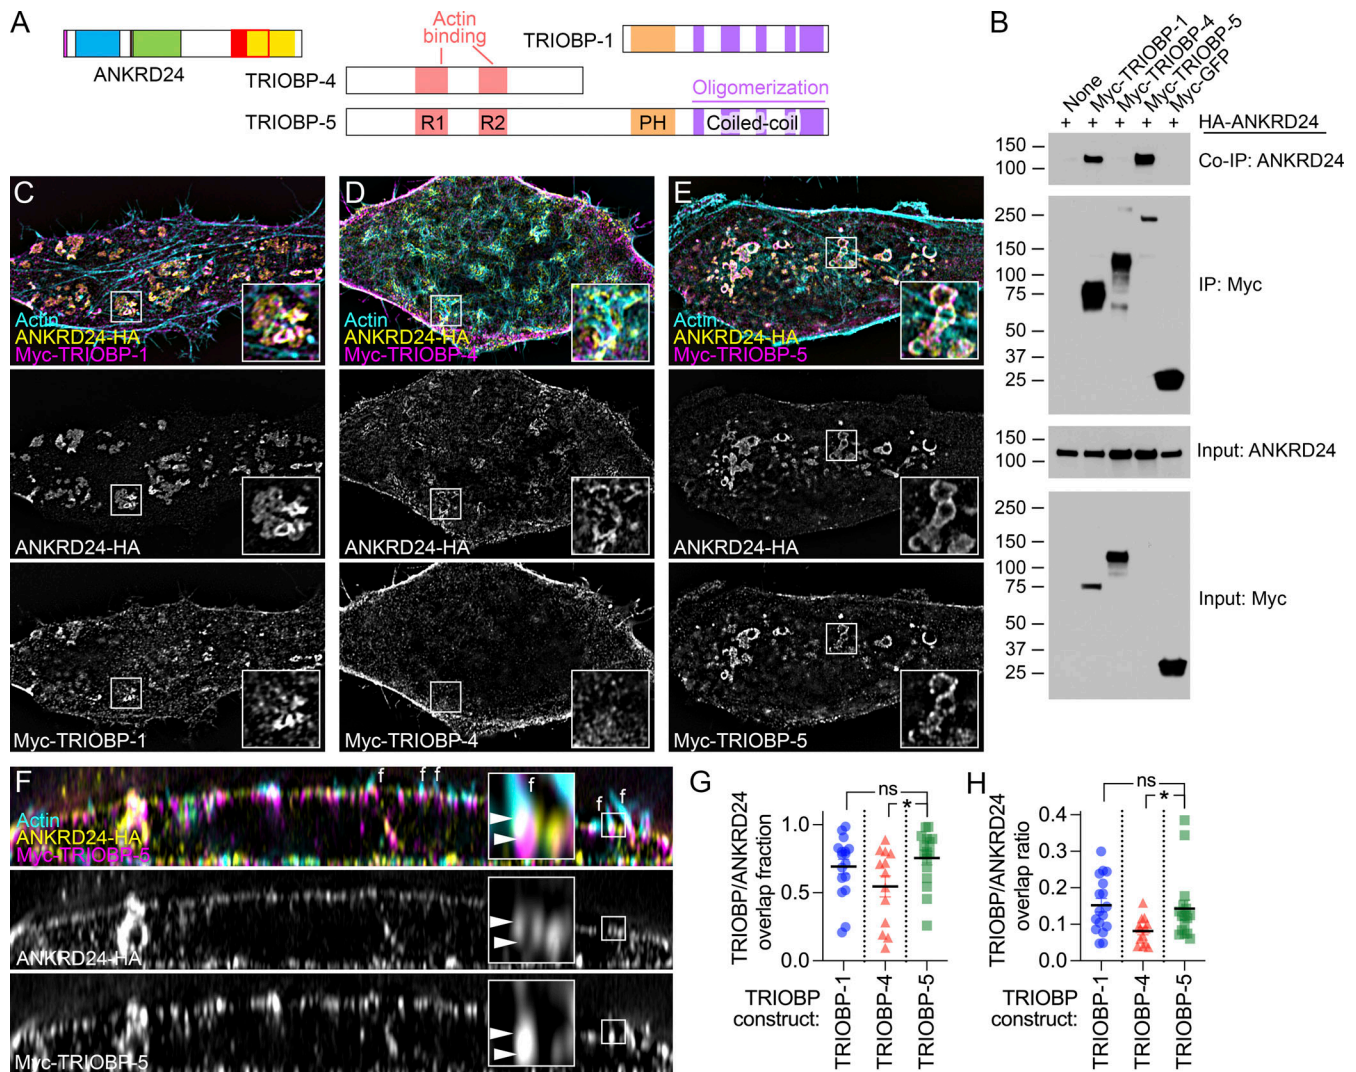 A
ANKRD24
Actin
binding
TRIOBP-1
TRIOBP-4
Oligomerization
TRIOBP-5
R1
R2
PH
Coiled-coil
B
None
Myc-TRIOBP-1
Myc-TRIOBP-4
Myc-TRIOBP-5
Myc-GFP
+ + + + +
HA-ANKRD24
150
100
Co-IP: ANKRD24
250
150
100
75
50
37
25
IP: Myc
150
100
Input: ANKRD24
250
150
100
75
50
37
25
Input: Myc
C
Actin
ANKRD24-HA
Myc-TRIOBP-1
ANKRD24-HA
Myc-TRIOBP-1
D
Actin
ANKRD24-HA
Myc-TRIOBP-4
ANKRD24-HA
Myc-TRIOBP-4
E
Actin
ANKRD24-HA
Myc-TRIOBP-5
ANKRD24-HA
Myc-TRIOBP-5
F
f
f f
f
f f
Actin
ANKRD24-HA
Myc-TRIOBP-5
ANKRD24-HA
Myc-TRIOBP-5
G
TRIOBP/ANKRD24
overlap fraction
1.0
0.5
0.0
ns
*
TRIOBP
construct:
TRIOBP-1
TRIOBP-4
TRIOBP-5
H
TRIOBP/ANKRD24
overlap ratio
0.4
0.3
0.2
0.1
0.0
ns
*
TRIOBP
construct:
TRIOBP-1
TRIOBP-4
TRIOBP-5